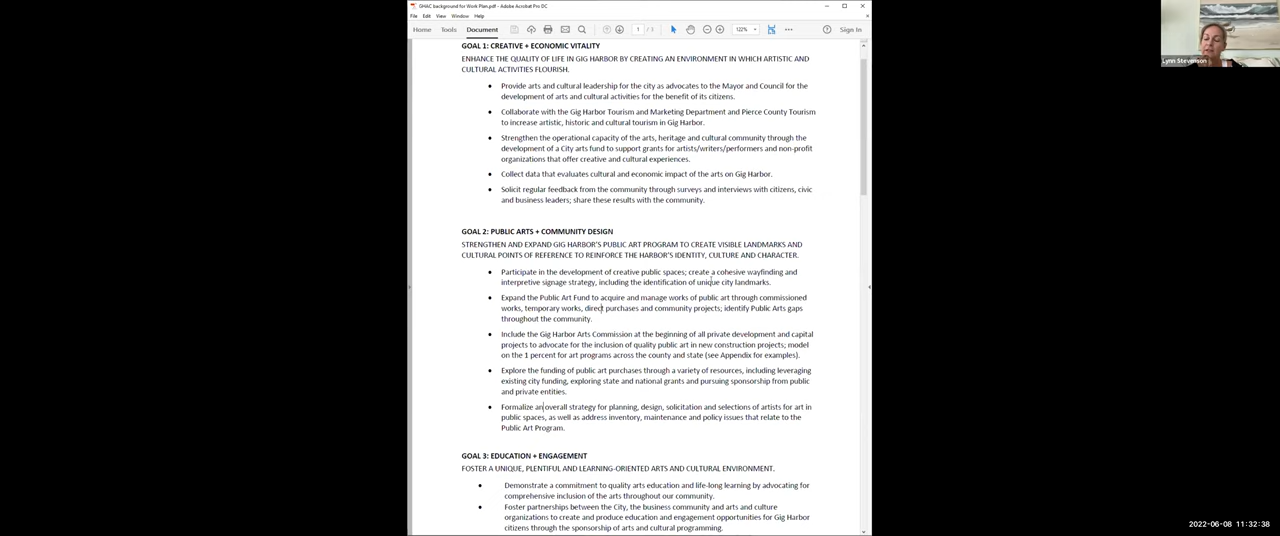 GHAC background for Work Plan.pdf - Adobe Acrobat Pro DC
File Edit View Window Help
Home Tools Document 1 / 3 122% Sign In
GOAL 1: CREATIVE + ECONOMIC VITALITY
ENHANCE THE QUALITY OF LIFE IN GIG HARBOR BY CREATING AN ENVIRONMENT IN WHICH ARTISTIC AND
CULTURAL ACTIVITIES FLOURISH.
• Provide arts and cultural leadership for the city as advocates to the Mayor and Council for the
development of arts and cultural activities for the benefit of its citizens.
• Collaborate with the Gig Harbor Tourism and Marketing Department and Pierce County Tourism
to increase artistic, historic and cultural tourism in Gig Harbor.
• Strengthen the operational capacity of the arts, heritage and cultural community through the
development of a City arts fund to support grants for artists/writers/performers and non-profit
organizations that offer creative and cultural experiences.
• Collect data that evaluates cultural and economic impact of the arts on Gig Harbor.
• Solicit regular feedback from the community through surveys and interviews with citizens, civic
and business leaders; share these results with the community.
GOAL 2: PUBLIC ARTS + COMMUNITY DESIGN
STRENGTHEN AND EXPAND GIG HARBOR'S PUBLIC ART PROGRAM TO CREATE VISIBLE LANDMARKS AND
CULTURAL POINTS OF REFERENCE TO REINFORCE THE HARBOR'S IDENTITY, CULTURE AND CHARACTER.
• Participate in the development of creative public spaces; create a cohesive wayfinding and
interpretive signage strategy, including the identification of unique city landmarks.
• Expand the Public Art Fund to acquire and manage works of public art through commissioned
works, temporary works, direct purchases and community projects; identify Public Arts gaps
throughout the community.
• Include the Gig Harbor Arts Commission at the beginning of all private development and capital
projects to advocate for the inclusion of quality public art in new construction projects; model
on the 1 percent for art programs across the county and state (see Appendix for examples).
• Explore the funding of public art purchases through a variety of resources, including leveraging
existing city funding, exploring state and national grants and pursuing sponsorship from public
and private entities.
• Formalize an overall strategy for planning, design, solicitation and selections of artists for art in
public spaces, as well as address inventory, maintenance and policy issues that relate to the
Public Art Program.
GOAL 3: EDUCATION + ENGAGEMENT
FOSTER A UNIQUE, PLENTIFUL AND LEARNING-ORIENTED ARTS AND CULTURAL ENVIRONMENT.
• Demonstrate a commitment to quality arts education and life-long learning by advocating for
comprehensive inclusion of the arts throughout our community.
• Foster partnerships between the City, the business community and arts and culture
organizations to create and produce education and engagement opportunities for Gig Harbor
citizens through the sponsorship of arts and cultural programming.
Lynn Stevenson
2022-06-08 11:32:38